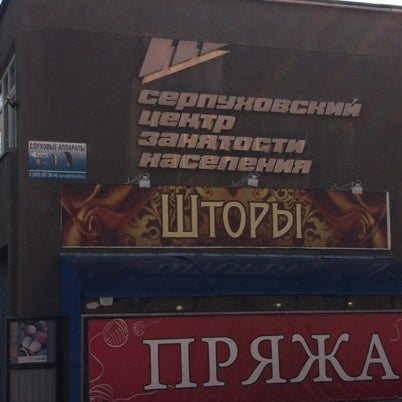 СЕРПУХОВСКИЙ
ЦЕНТР
ЗАНЯТОСТИ
НАСЕЛЕНИЯ
СЛУХОВЫЕ АППАРАТЫ
ШТОРЫ
ПРЯЖА